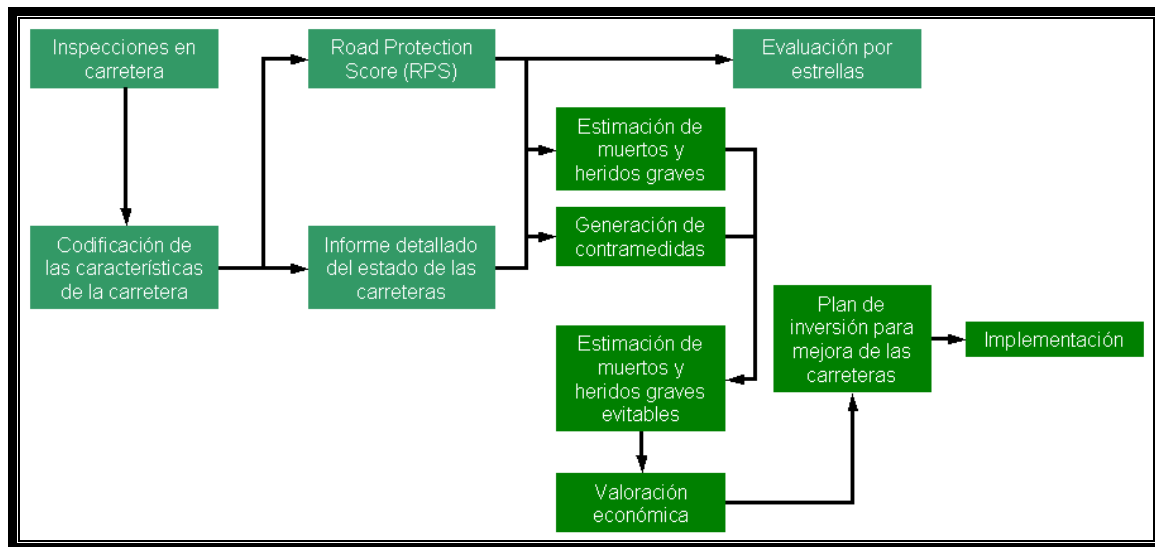 Inspecciones en
carretera
Road Protection
Score (RPS)
Evaluación por
estrellas
Estimación de
muertos y
heridos graves
Codificación de
las características
de la carretera
Informe detallado
del estado de las
carreteras
Generación de
contramedidas
Estimación de
muertos y
heridos graves
evitables
Plan de
inversión para
mejora de las
carreteras
Implementación
Valoración
económica